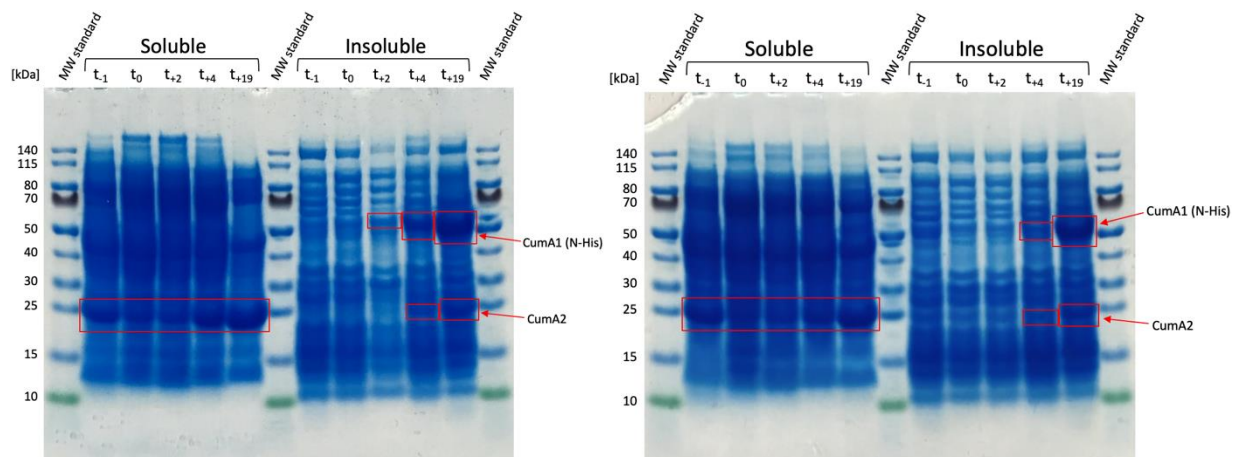 MW standard
Soluble
MW standard
Insoluble
MW standard
[kDa]
t-1 t0 t+2 t+4 t+19
t-1 t0 t+2 t+4 t+19
140
115
80
70
50
40
30
25
15
10
CumA1 (N-His)
CumA2
MW standard
Soluble
MW standard
Insoluble
MW standard
[kDa]
t-1 t0 t+2 t+4 t+19
t-1 t0 t+2 t+4 t+19
140
115
80
70
50
40
30
25
15
10
CumA1 (N-His)
CumA2